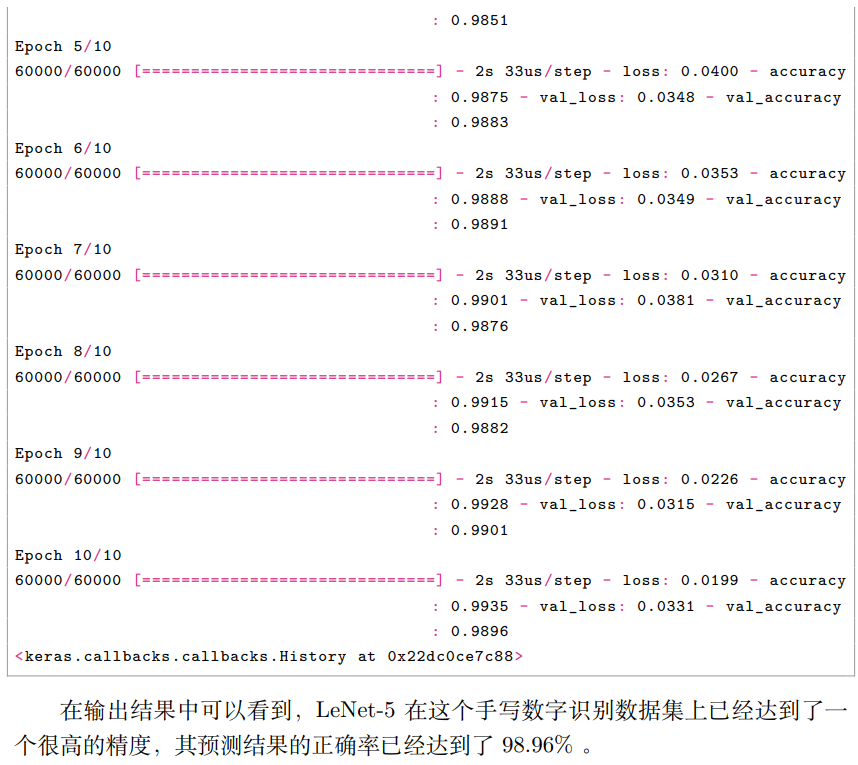 : 0.9851
Epoch 5/10
60000/60000 [==============================] - 2s 33us/step - loss: 0.0400 - accuracy
: 0.9875 - val_loss: 0.0348 - val_accuracy
: 0.9883
Epoch 6/10
60000/60000 [==============================] - 2s 33us/step - loss: 0.0353 - accuracy
: 0.9888 - val_loss: 0.0349 - val_accuracy
: 0.9891
Epoch 7/10
60000/60000 [==============================] - 2s 33us/step - loss: 0.0310 - accuracy
: 0.9901 - val_loss: 0.0381 - val_accuracy
: 0.9876
Epoch 8/10
60000/60000 [==============================] - 2s 33us/step - loss: 0.0267 - accuracy
: 0.9915 - val_loss: 0.0353 - val_accuracy
: 0.9882
Epoch 9/10
60000/60000 [==============================] - 2s 33us/step - loss: 0.0226 - accuracy
: 0.9928 - val_loss: 0.0315 - val_accuracy
: 0.9901
Epoch 10/10
60000/60000 [==============================] - 2s 33us/step - loss: 0.0199 - accuracy
: 0.9935 - val_loss: 0.0331 - val_accuracy
: 0.9896
<keras.callbacks.callbacks.History at 0x22dc0ce7c88>
在输出结果中可以看到，LeNet-5 在这个手写数字识别数据集上已经达到了一
个很高的精度，其预测结果的正确率已经达到了 98.96% 。